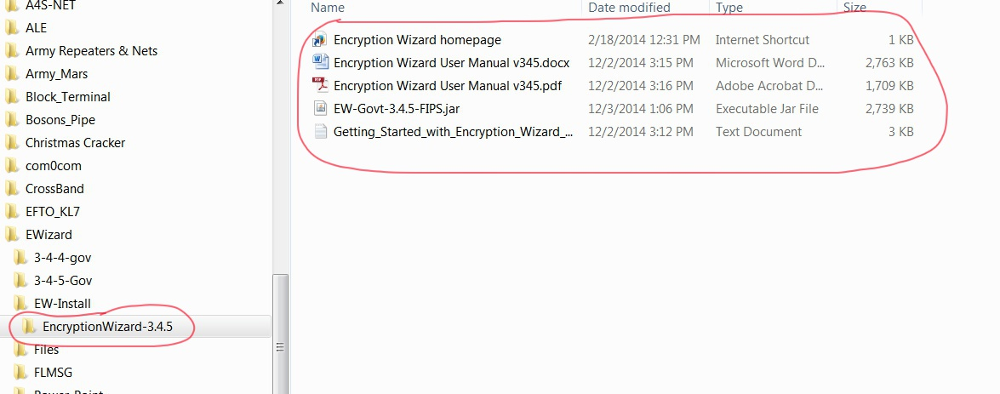 A4S-NET
ALE
Army Repeaters & Nets
Army_Mars
Block_Terminal
Bosons_Pipe
Christmas Cracker
com0com
CrossBand
EFTO_KL7
EWizard
3-4-4-gov
3-4-5-Gov
EW-Install
EncryptionWizard-3.4.5
Files
FLMSG
Power Point
Name Date modified Type Size
Encryption Wizard homepage 2/18/2014 12:31 PM Internet Shortcut 1 KB
Encryption Wizard User Manual v345.docx 12/2/2014 3:15 PM Microsoft Word D... 2,763 KB
Encryption Wizard User Manual v345.pdf 12/2/2014 3:16 PM Adobe Acrobat D... 1,709 KB
EW-Govt-3.4.5-FIPS.jar 12/3/2014 1:06 PM Executable Jar File 2,739 KB
Getting_Started_with_Encryption_Wizard_... 12/2/2014 3:12 PM Text Document 3 KB